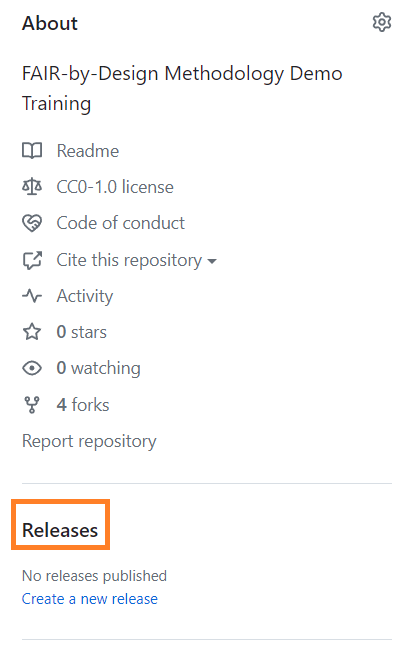 About
FAIR-by-Design Methodology Demo
Training
Readme
CC0-1.0 license
Code of conduct
Cite this repository
Activity
0 stars
0 watching
4 forks
Report repository
Releases
No releases published
Create a new release